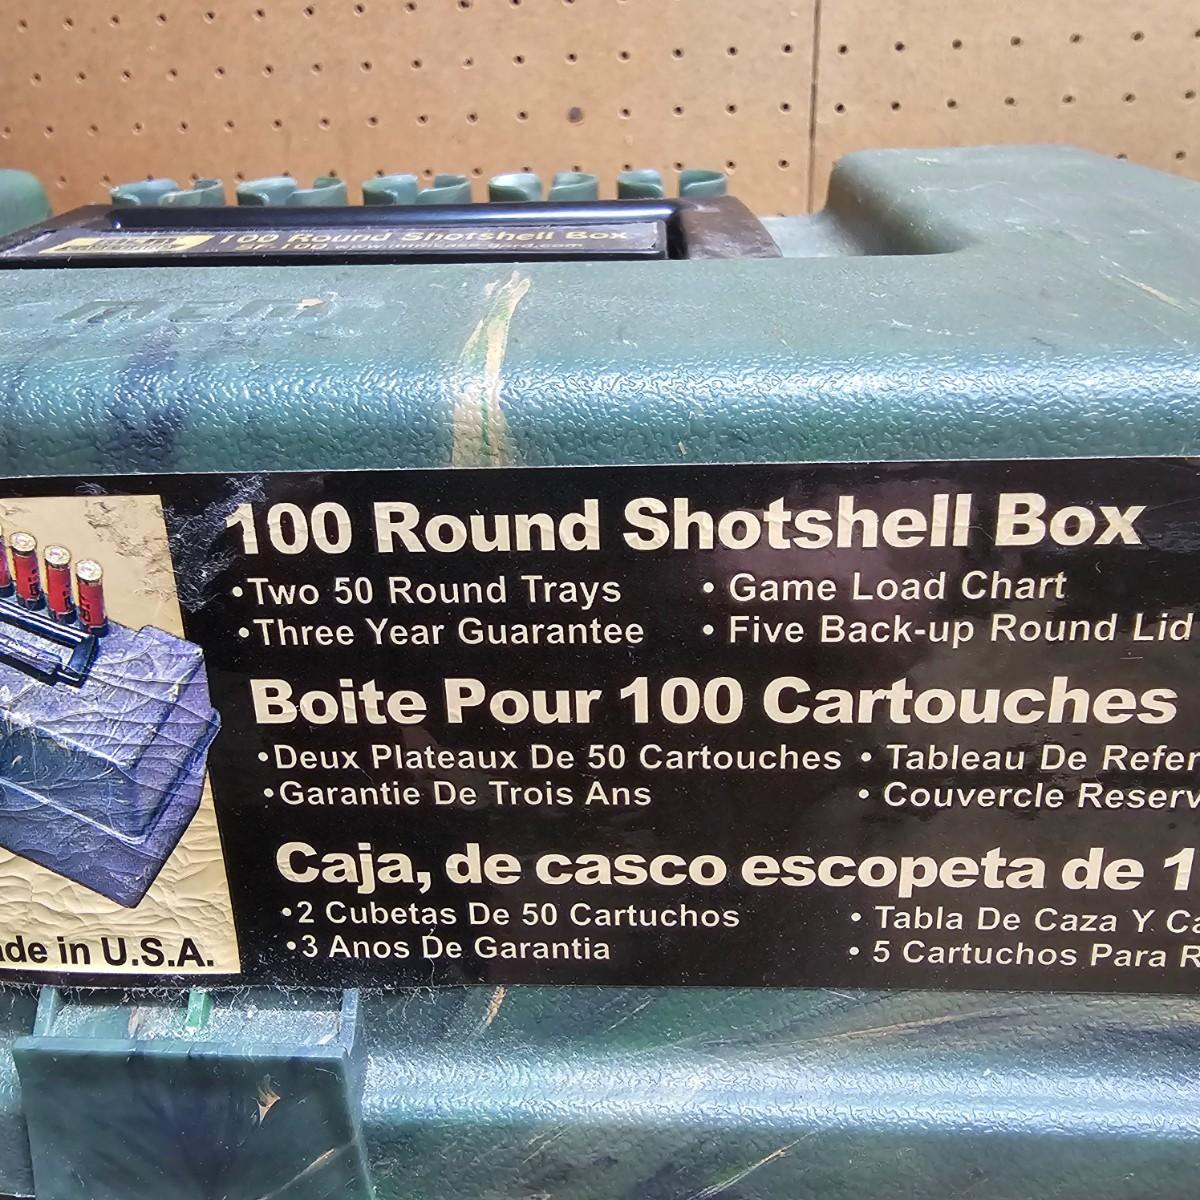 MTM 100 Round Shotshell Box
MTM
100 Round Shotshell Box
•Two 50 Round Trays • Game Load Chart
•Three Year Guarantee • Five Back-up Round Lid
Boite Pour 100 Cartouches
•Deux Plateaux De 50 Cartouches • Tableau De Refer
•Garantie De Trois Ans • Couvercle Reserv
Caja, de casco escopeta de 1
•2 Cubetas De 50 Cartuchos • Tabla De Caza Y Ca
•3 Anos De Garantia • 5 Cartuchos Para R
ade in U.S.A.